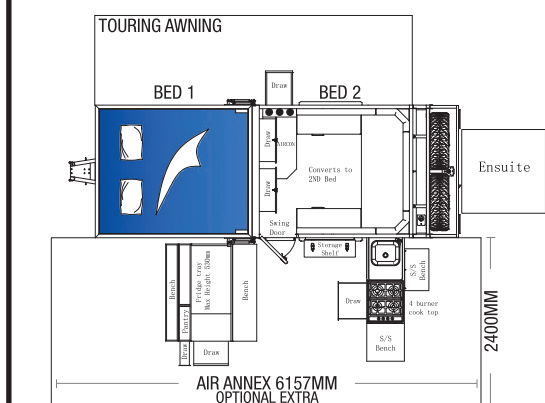 TOURING AWNING
BED 1
BED 2
Draw
Draw
AIRCON
Draw
Converts to
2ND Bed
Swing
Door
Ensuite
Storage
Shelf
Bench
Pantry
Fridge tray
Max Height 530mm
Bench
Draw
Draw
S/S
Bench
Draw
4 burner
cook top
S/S
Bench
2400MM
AIR ANNEX 6157MM
OPTIONAL EXTRA